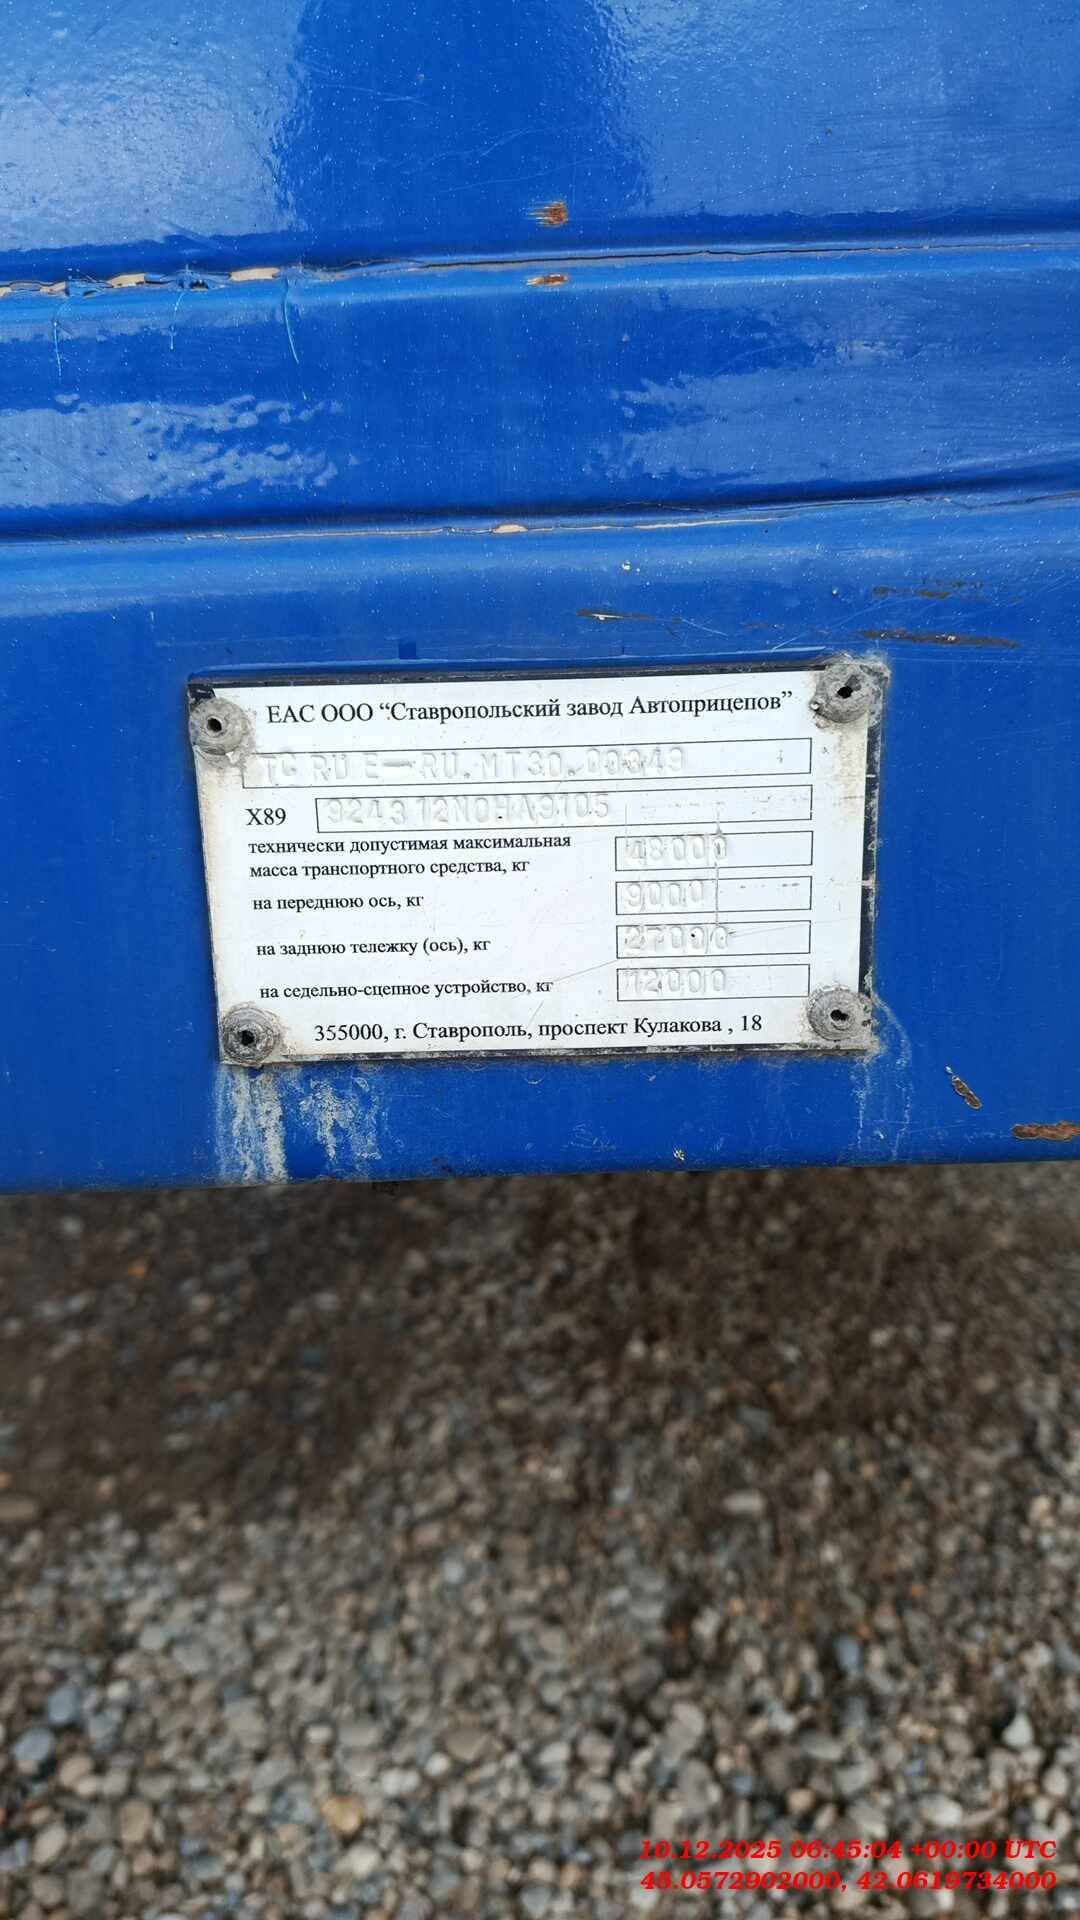 ЕАС ООО “Ставропольский завод Автоприцепов”
ТС RU E—RU.МТ30.00349
X89 924312N0HA9105
технически допустимая максимальная
масса транспортного средства, кг 48000
на переднюю ось, кг 9000
на заднюю тележку (ось), кг 27000
на седельно-сцепное устройство, кг 12000
355000, г. Ставрополь, проспект Кулакова , 18
10.12.2025 06:45:04 +00:00 UTC
48.0572902000, 42.0619734000